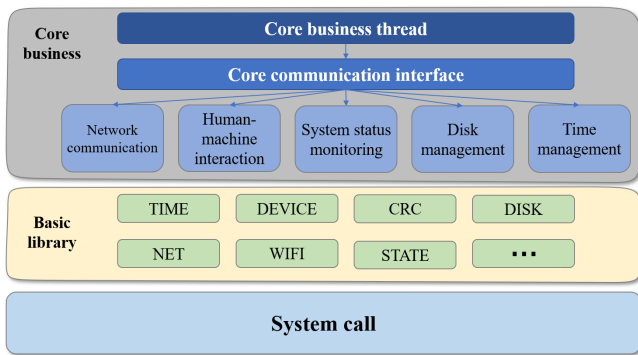 Core business thread
Core
business
Core communication interface
Network
communication
Human-
machine
interaction
System status
monitoring
Disk
management
Time
management
Basic
library
TIME
DEVICE
CRC
DISK
NET
WIFI
STATE
...
System call